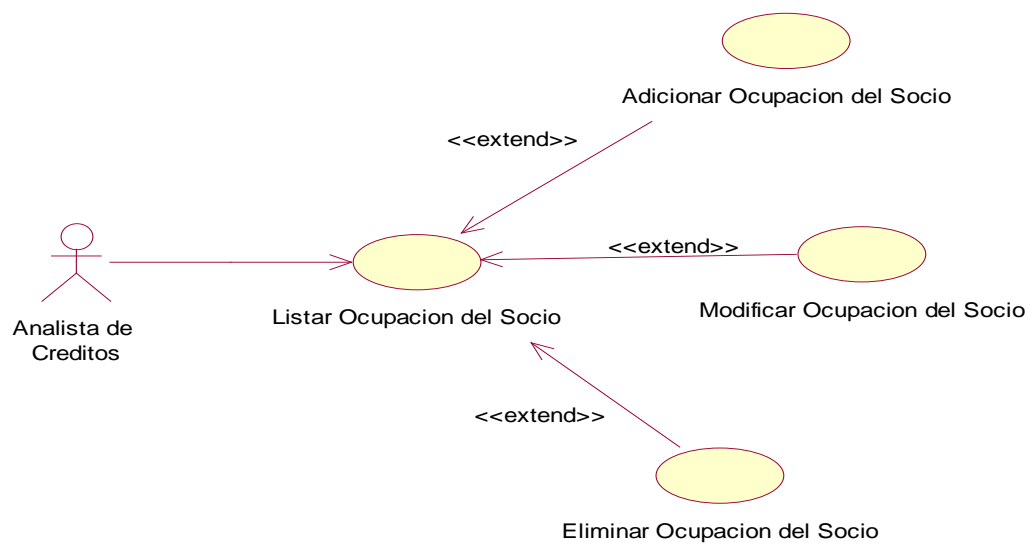 Adicionar Ocupacion del Socio
<<extend>>
<<extend>>
Modificar Ocupacion del Socio
Listar Ocupacion del Socio
Analista de
Creditos
<<extend>>
Eliminar Ocupacion del Socio